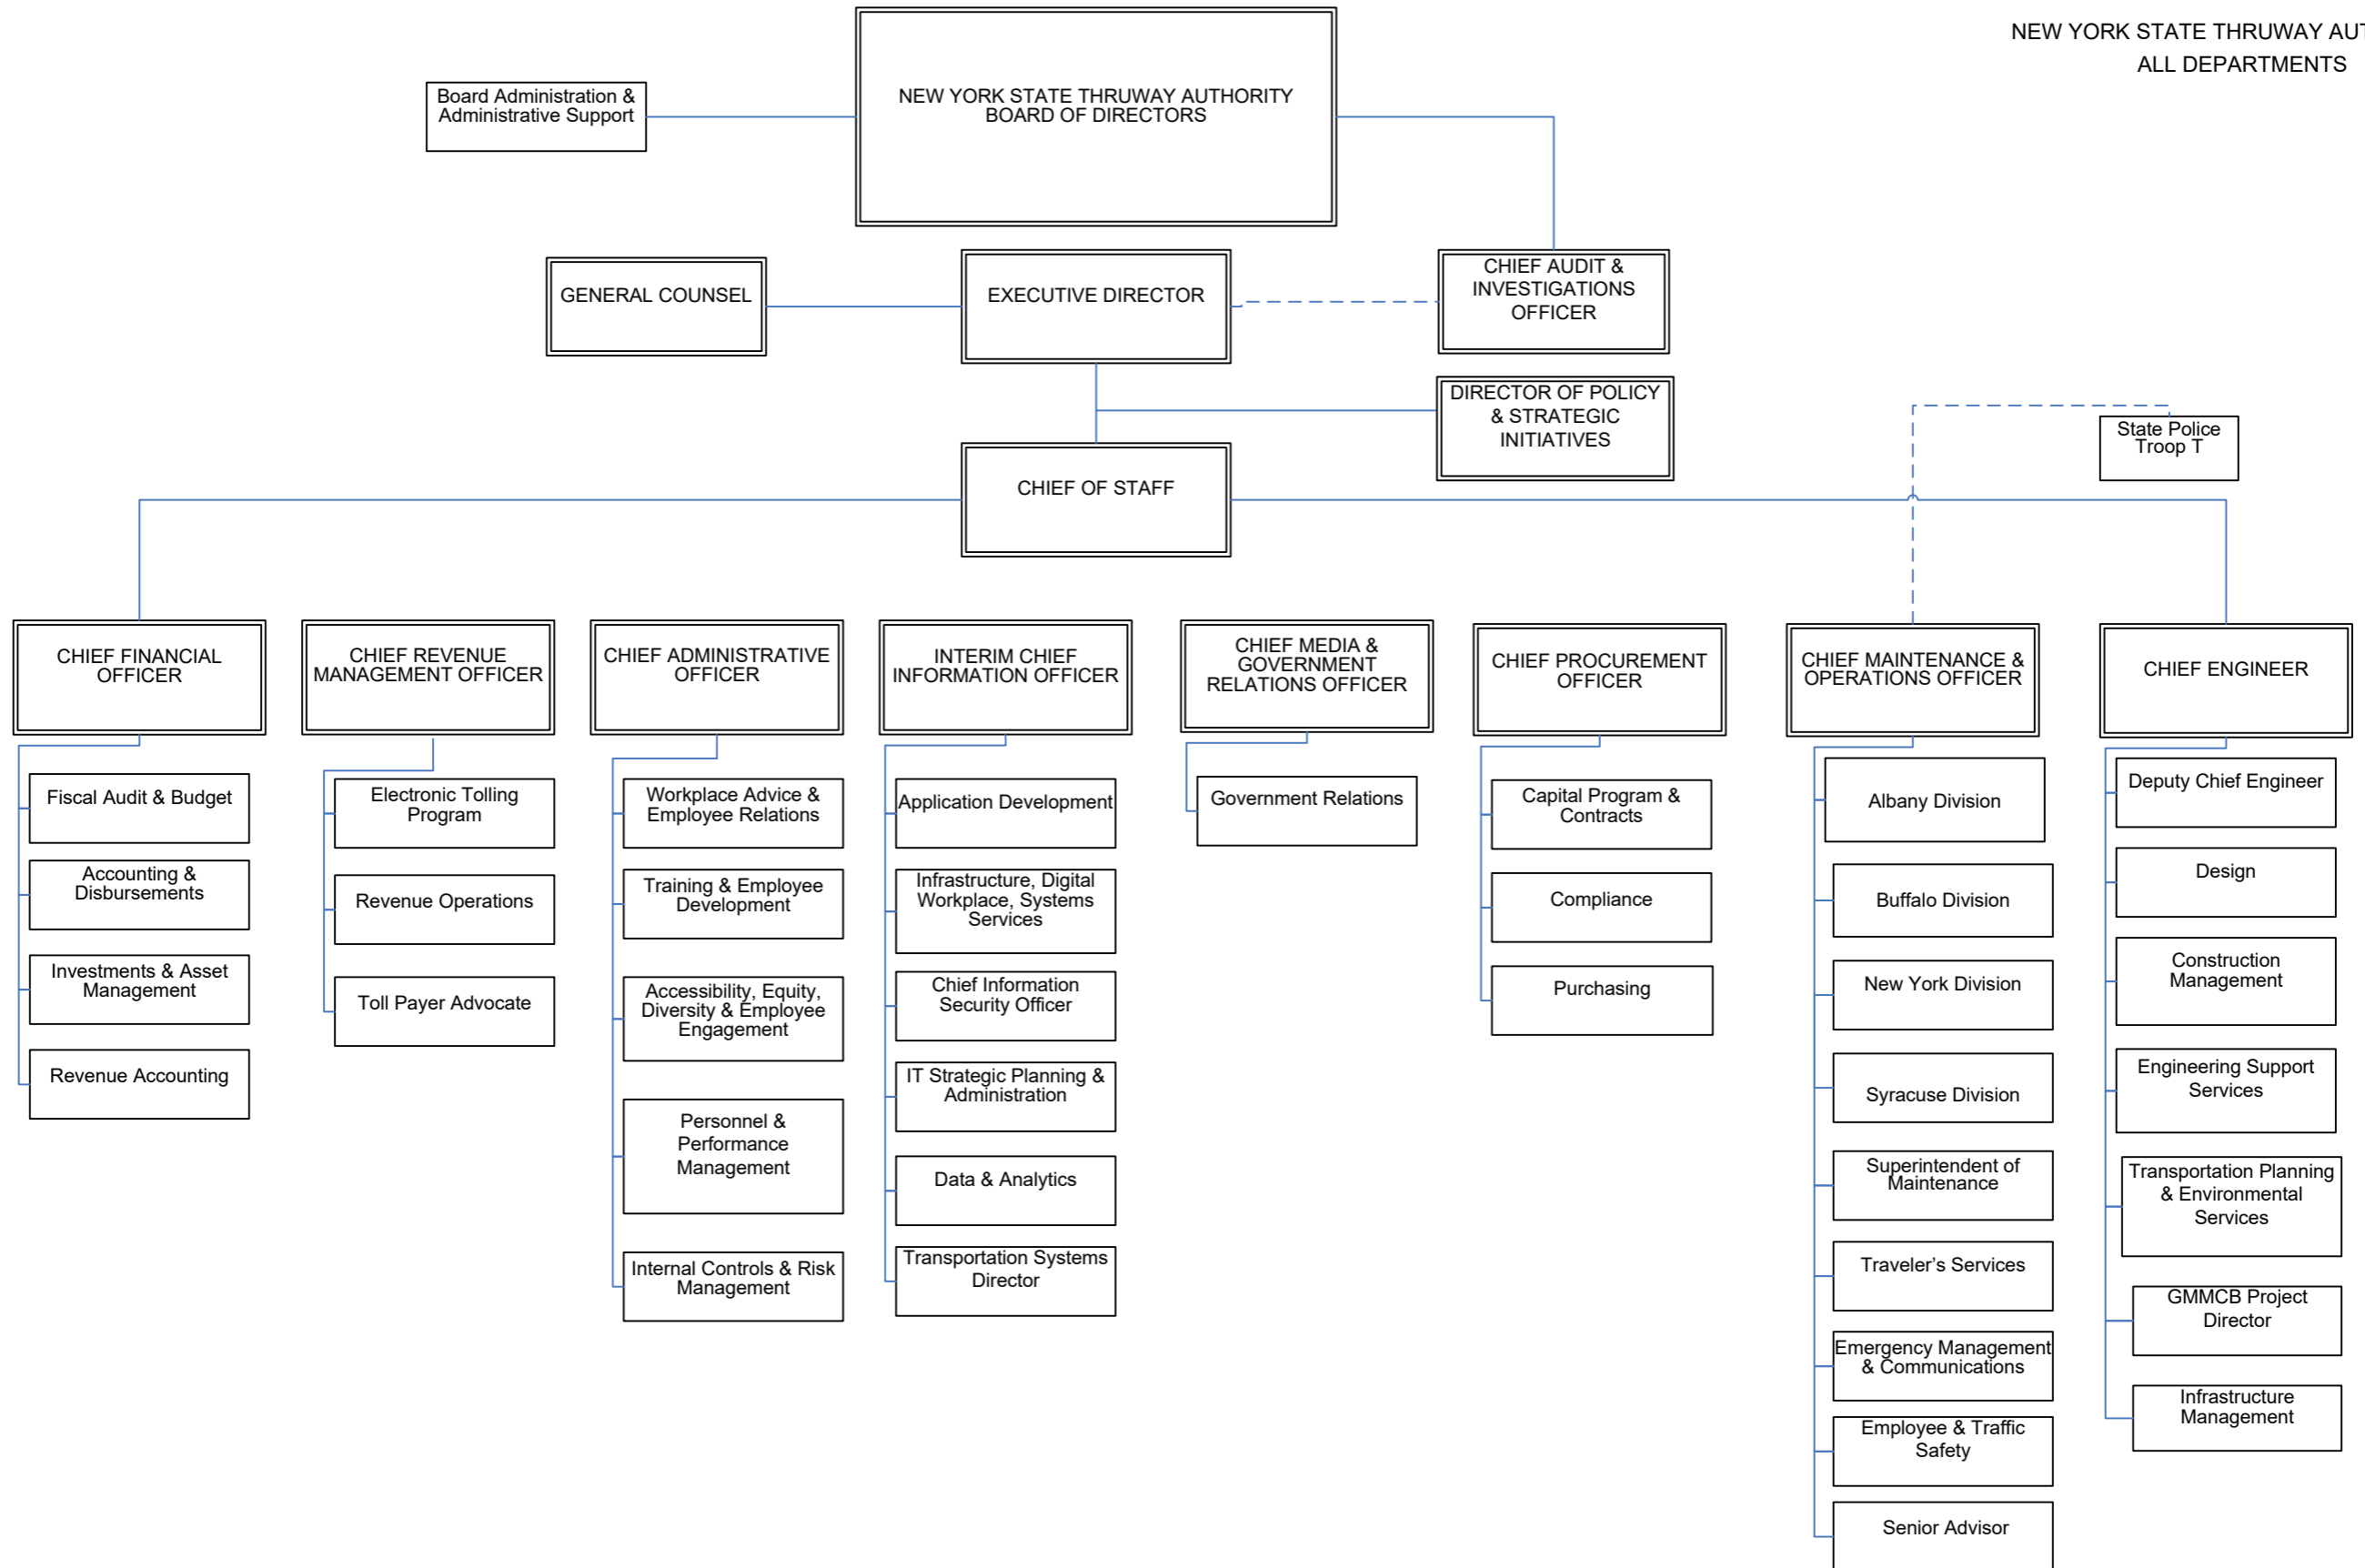 NEW YORK STATE THRUWAY
ALL DEPARTMENTS
Board Administration &
Administrative Support
NEW YORK STATE THRUWAY AUTHORITY
BOARD OF DIRECTORS
GENERAL COUNSEL
EXECUTIVE DIRECTOR
CHIEF AUDIT &
INVESTIGATIONS
OFFICER
DIRECTOR OF POLICY
& STRATEGIC
INITIATIVES
State Police
Troop T
CHIEF OF STAFF
CHIEF FINANCIAL
OFFICER
Fiscal Audit & Budget
Accounting &
Disbursements
Investments & Asset
Management
Revenue Accounting
CHIEF REVENUE
MANAGEMENT OFFICER
Electronic Tolling
Program
Revenue Operations
Toll Payer Advocate
CHIEF ADMINISTRATIVE
OFFICER
Workplace Advice &
Employee Relations
Training & Employee
Development
Accessibility, Equity,
Diversity & Employee
Engagement
Personnel &
Performance
Management
Internal Controls & Risk
Management
INTERIM CHIEF
INFORMATION OFFICER
Application Development
Infrastructure, Digital
Workplace, Systems
Services
Chief Information
Security Officer
IT Strategic Planning &
Administration
Data & Analytics
Transportation Systems
Director
CHIEF MEDIA &
GOVERNMENT
RELATIONS OFFICER
Government Relations
CHIEF PROCUREMENT
OFFICER
Capital Program &
Contracts
Compliance
Purchasing
CHIEF MAINTENANCE &
OPERATIONS OFFICER
Albany Division
Buffalo Division
New York Division
Syracuse Division
Superintendent of
Maintenance
Traveler’s Services
Emergency Management
& Communications
Employee & Traffic
Safety
Senior Advisor
CHIEF ENGINEER
Deputy Chief Engineer
Design
Construction
Management
Engineering Support
Services
Transportation Planning
& Environmental
Services
GMMCB Project
Director
Infrastructure
Management